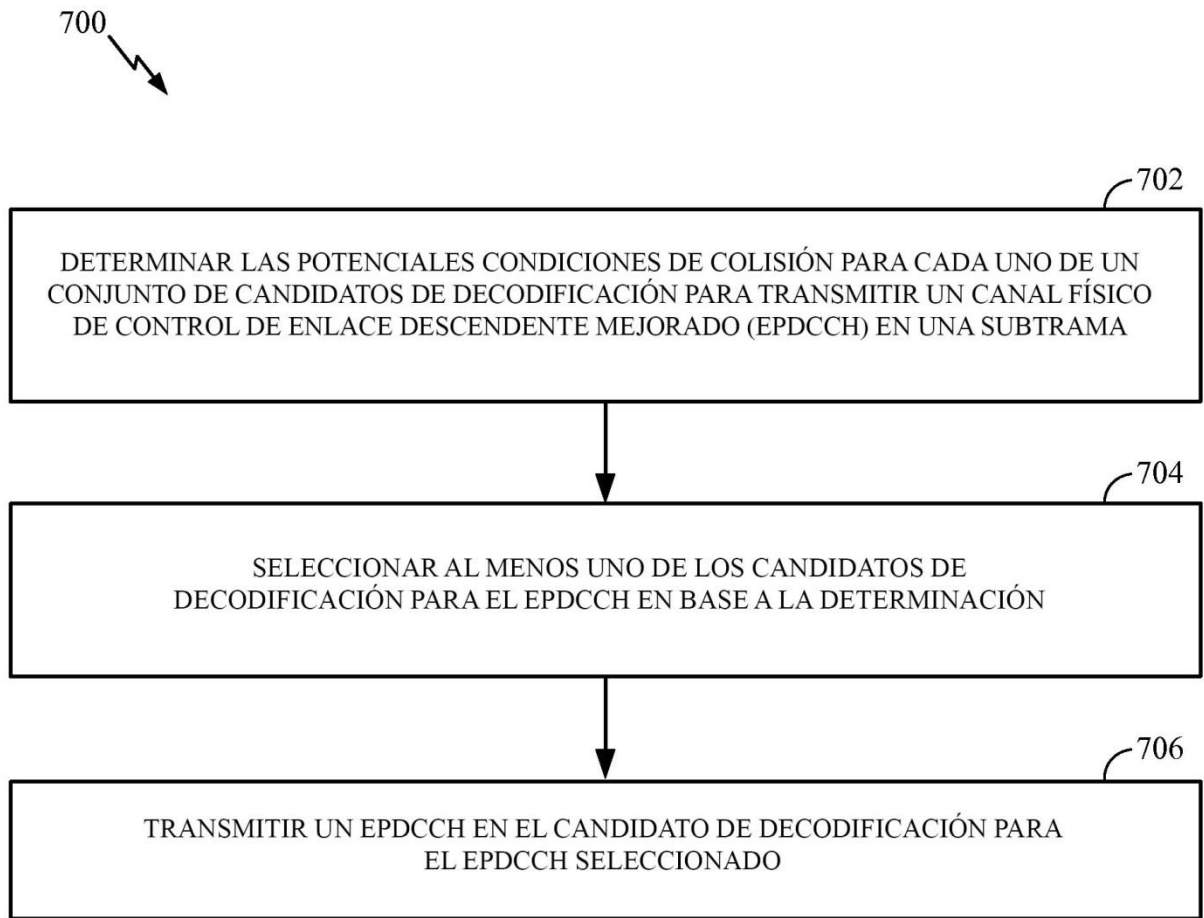 700
702
DETERMINAR LAS POTENCIALES CONDICIONES DE COLISIÓN PARA CADA UNO DE UN
CONJUNTO DE CANDIDATOS DE DECODIFICACIÓN PARA TRANSMITIR UN CANAL FÍSICO
DE CONTROL DE ENLACE DESCENDENTE MEJORADO (EPDCCH) EN UNA SUBTRAMA
704
SELECCIONAR AL MENOS UNO DE LOS CANDIDATOS DE
DECODIFICACIÓN PARA EL EPDCCH EN BASE A LA DETERMINACIÓN
706
TRANSMITIR UN EPDCCH EN EL CANDIDATO DE DECODIFICACIÓN PARA
EL EPDCCH SELECCIONADO